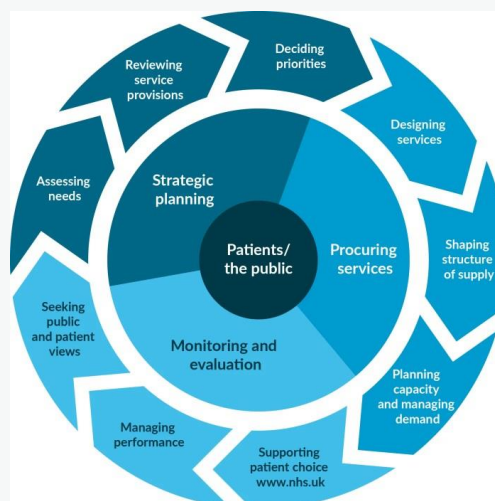 Deciding
priorities
Reviewing
service
provisions
Designing
services
Assessing
needs
Strategic
planning
Patients/
the public
Procuring
services
Shaping
structure
of supply
Seeking
public
and patient
views
Monitoring and
evaluation
Planning
capacity
and managing
demand
Managing
performance
Supporting
patient choice
www.nhs.uk